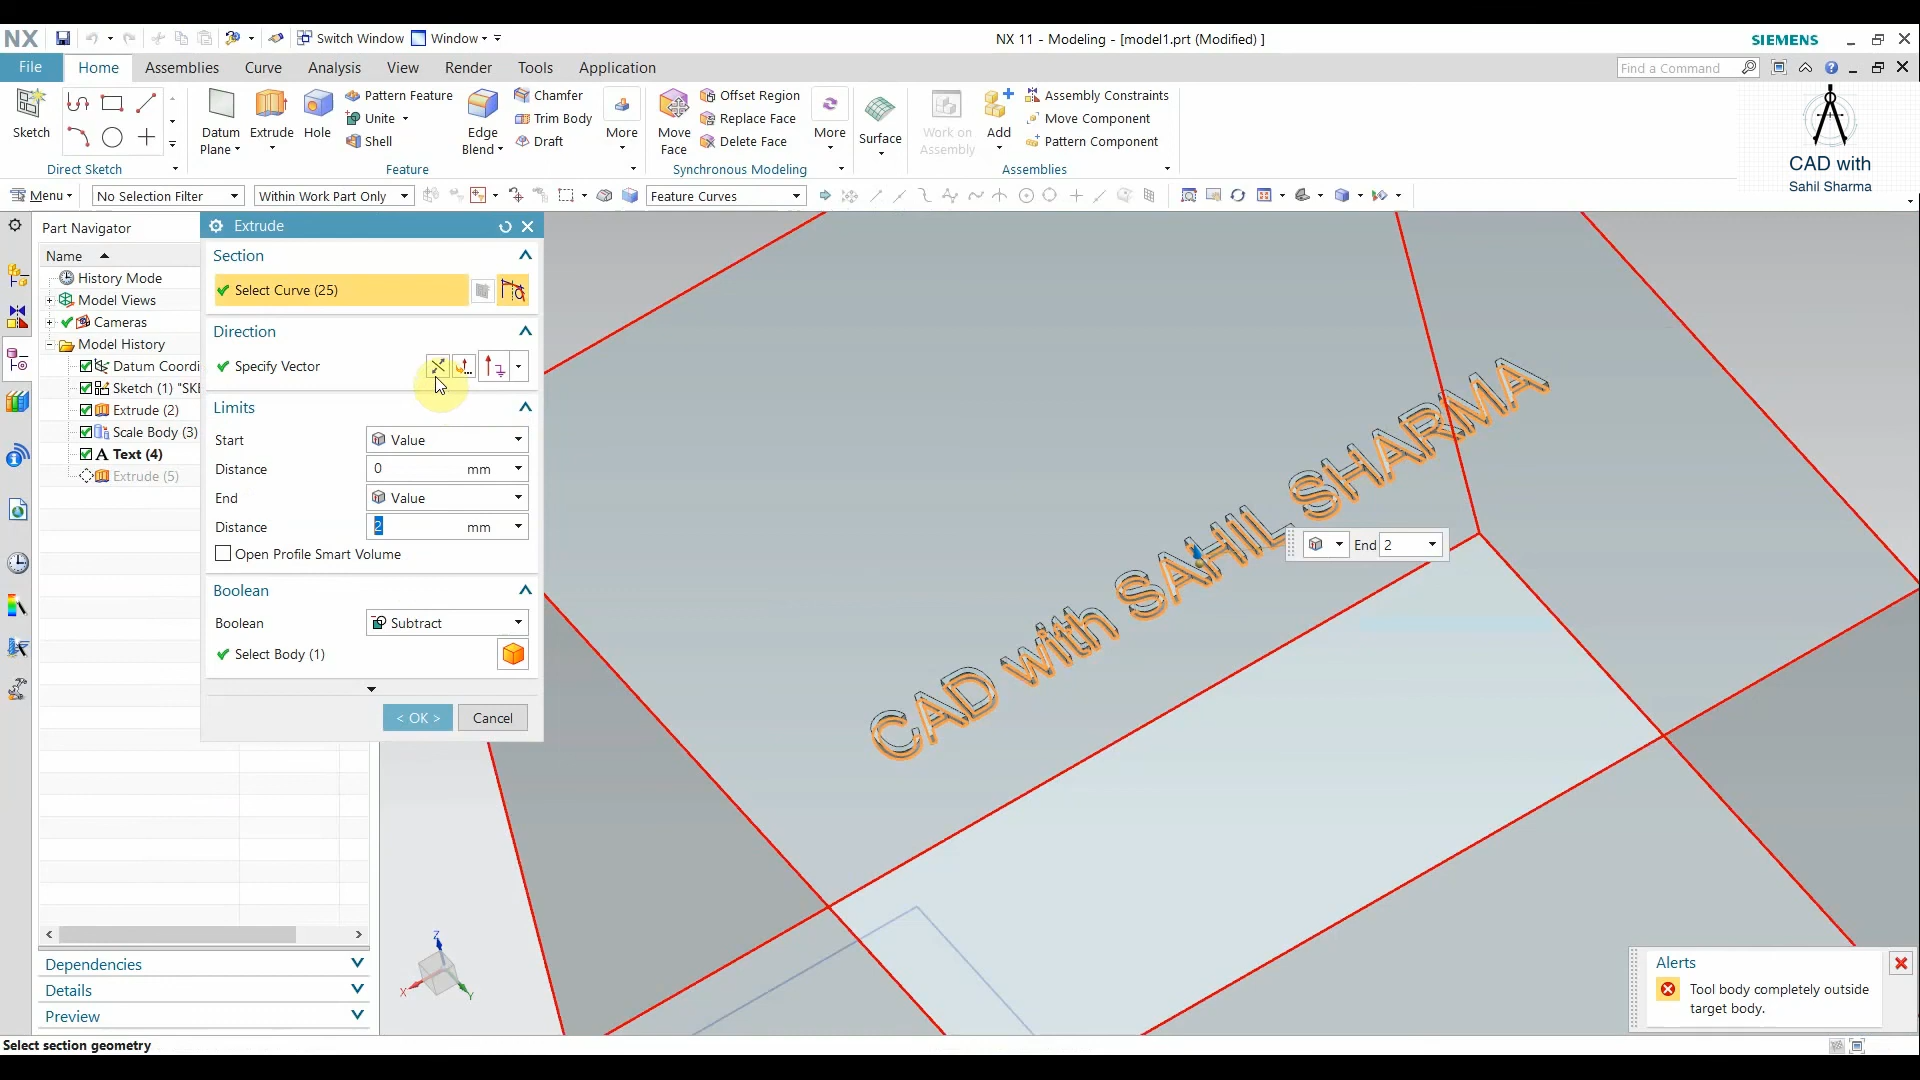 NX Switch Window Window NX 11 - Modeling - [model1.prt (Modified) ] SIEMENS
File Home Assemblies Curve Analysis View Render Tools Application Find a Command
Sketch
Direct Sketch
Datum Plane
Extrude
Hole
Pattern Feature
Unite
Shell
Edge Blend
Chamfer
Trim Body
Draft
More
Feature
Move Face
Offset Region
Replace Face
Delete Face
More
Synchronous Modeling
Surface
Work on Assembly
Add
Assembly Constraints
Move Component
Pattern Component
Assemblies
CAD with
Sahil Sharma
Menu No Selection Filter Within Work Part Only Feature Curves
Part Navigator
Name
History Mode
Model Views
Cameras
Model History
Datum Coordi
Sketch (1) "SKE
Extrude (2)
Scale Body (3)
Text (4)
Extrude (5)
Dependencies
Details
Preview
Extrude
Section
Select Curve (25)
Direction
Specify Vector
Limits
Start Value
Distance 0 mm
End Value
Distance 2 mm
Open Profile Smart Volume
Boolean
Boolean Subtract
Select Body (1)
< OK > Cancel
CAD with SAHIL SHARMA
End 2
Z
X
Y
Alerts
Tool body completely outside
target body.
Select section geometry